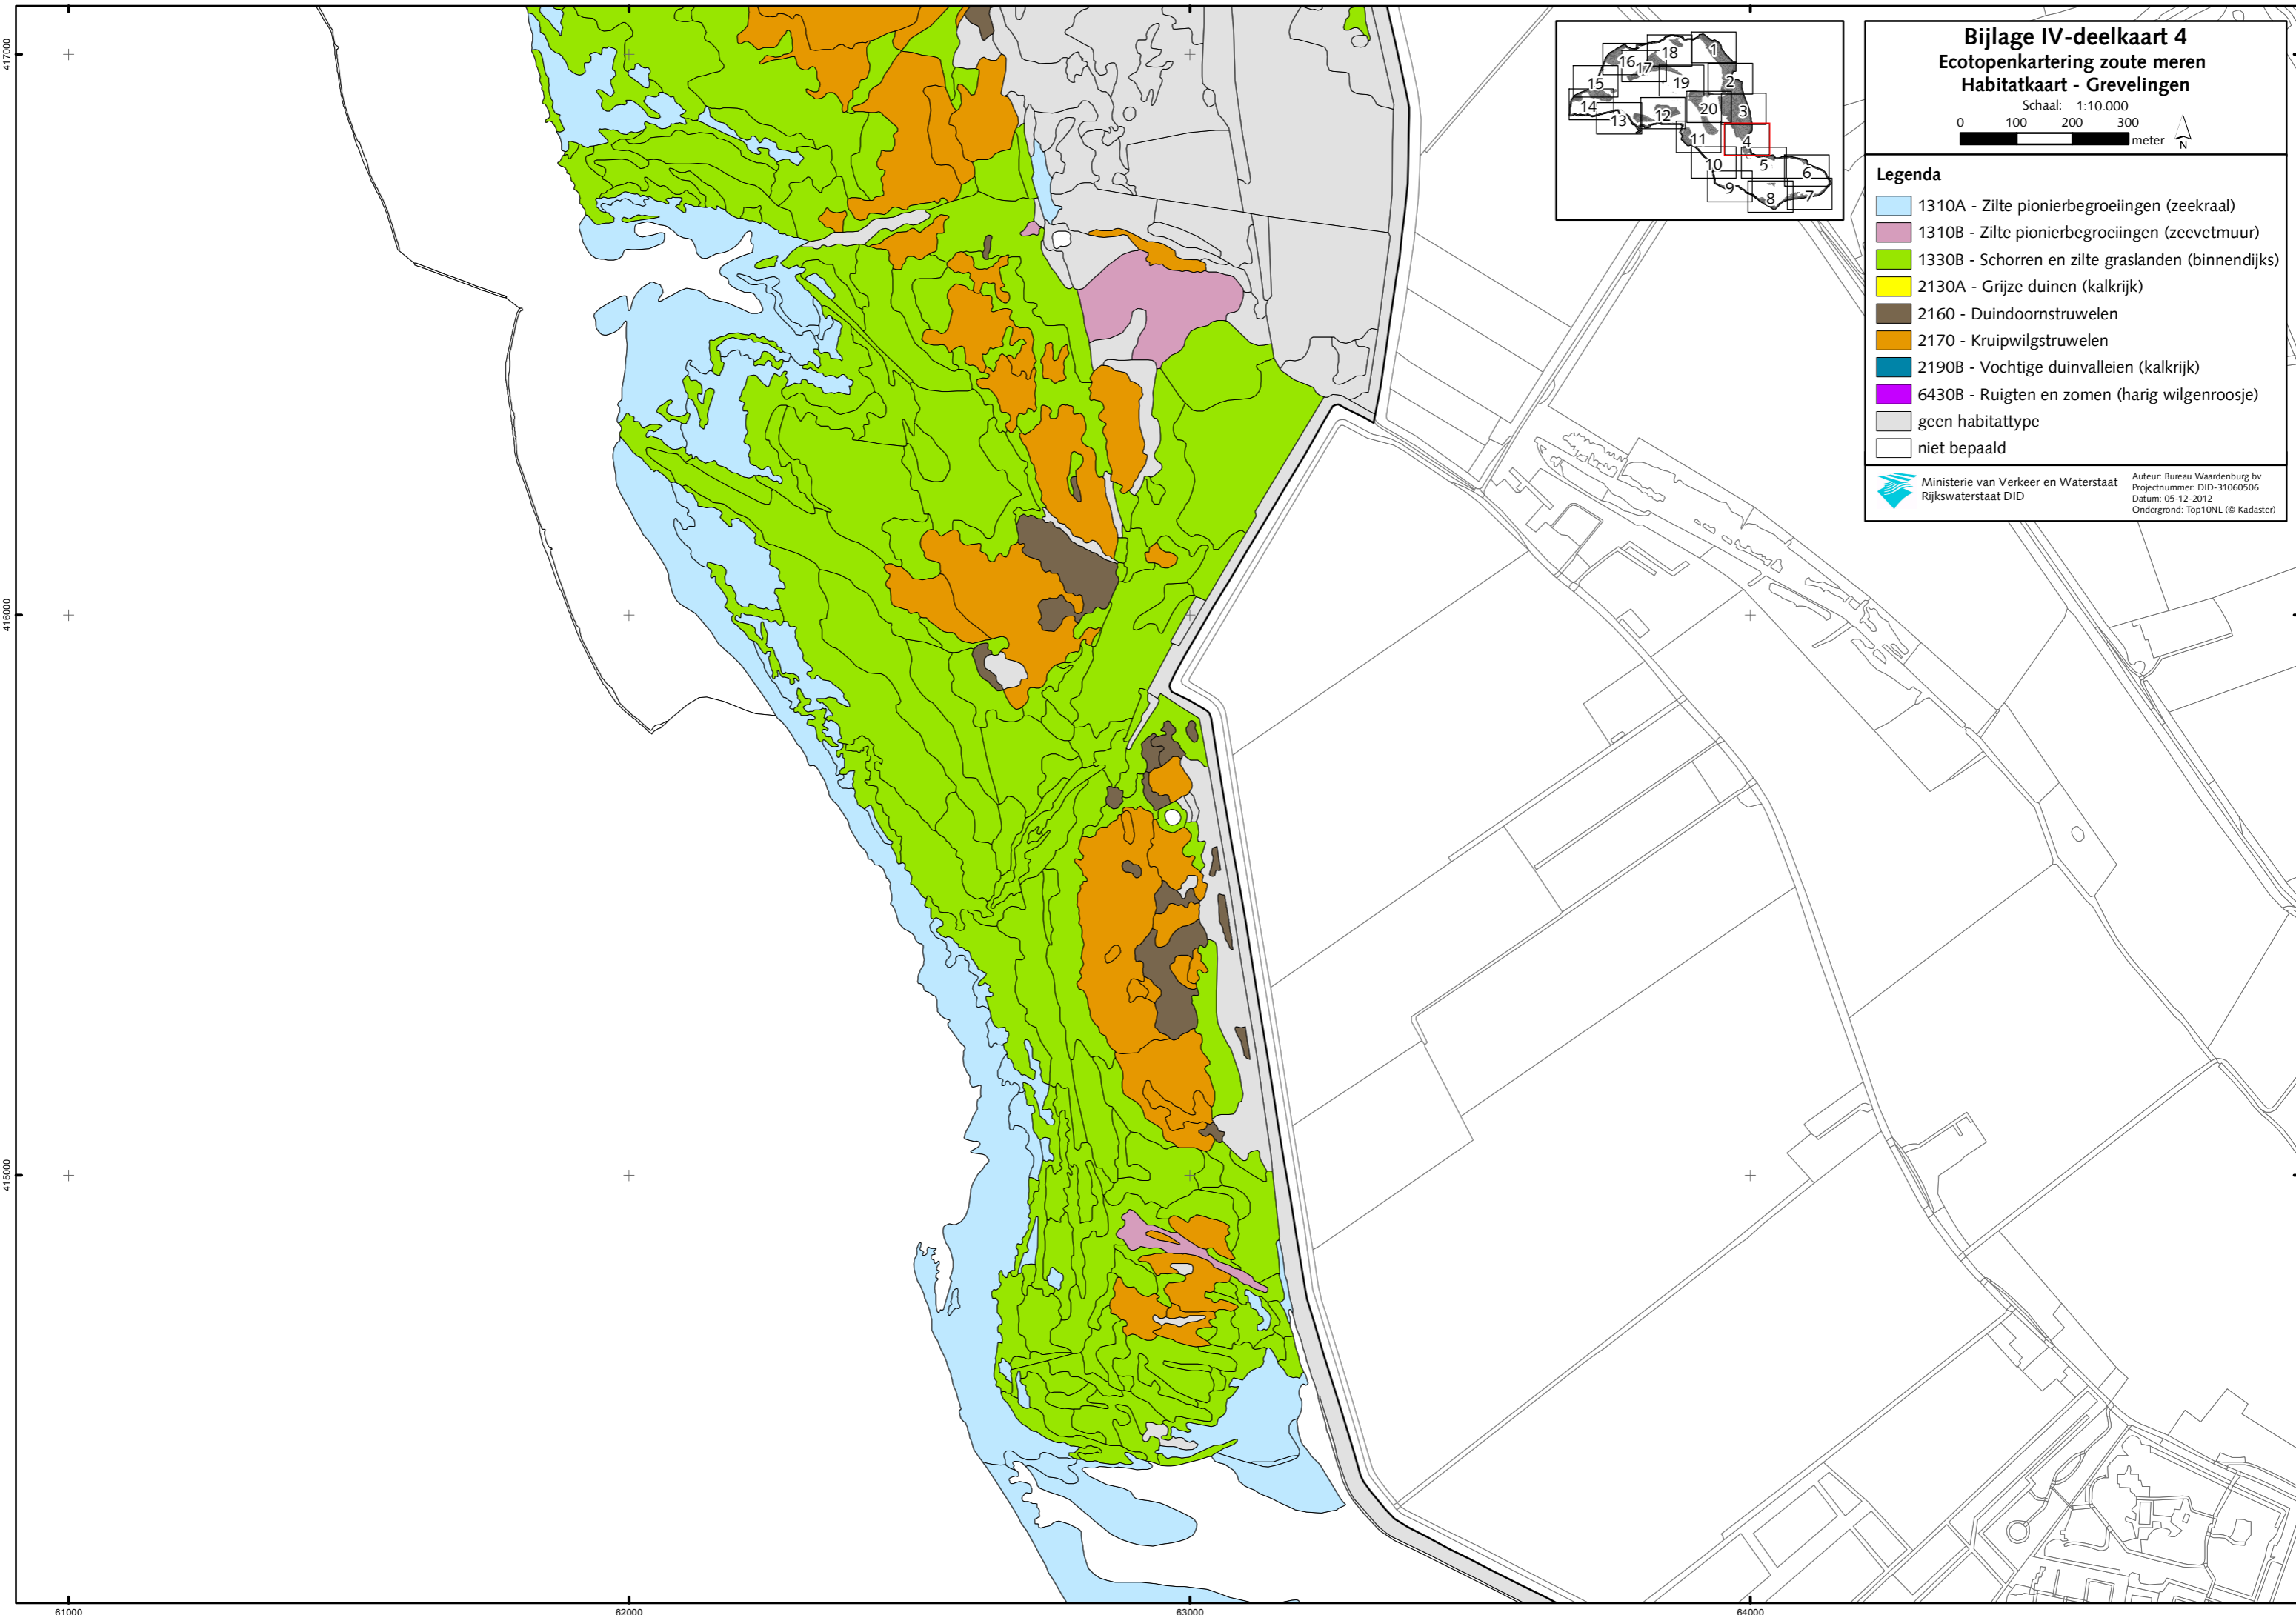 Bijlage IV-deelkaart 4
Ecotopenkartering zoute meren
Habitatkaart - Grevelingen
Schaal: 1:10.000
0 100 200 300
meter
N
Legenda
1310A - Zilte pionierbegroeiingen (zeekraal)
1310B - Zilte pionierbegroeiingen (zeevetmuur)
1330B - Schorren en zilte graslanden (binnendijks)
2130A - Grijze duinen (kalkrijk)
2160 - Duindoornstruwelen
2170 - Kruipwilgstruwelen
2190B - Vochtige duinvalleien (kalkrijk)
6430B - Ruigten en zomen (harig wilgenroosje)
geen habitattype
niet bepaald
Ministerie van Verkeer en Waterstaat
Rijkswaterstaat DID
Auteur: Bureau Waardenburg bv
Projectnummer: DID-31060506
Datum: 05-12-2012
Ondergrond: Top10NL (© Kadaster)
18
1
16
17
15
19
2
14
12
20
3
13
11
4
10
5
6
9
8
7
417000
416000
415000
61000
62000
63000
64000